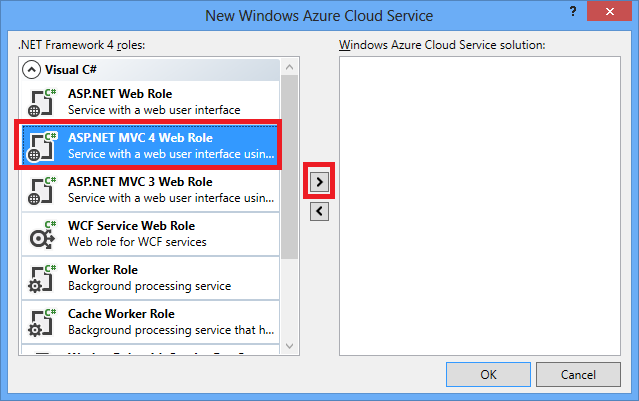 New Windows Azure Cloud Service
? ×
.NET Framework 4 roles:
Windows Azure Cloud Service solution:
Visual C#
C#
ASP.NET Web Role
Service with a web user interface
C#
ASP.NET MVC 4 Web Role
Service with a web user interface usin...
C#
ASP.NET MVC 3 Web Role
Service with a web user interface usin...
C#
WCF Service Web Role
Web role for WCF services
C#
Worker Role
Background processing service
C#
Cache Worker Role
Background processing service that h...
>
<
OK
Cancel